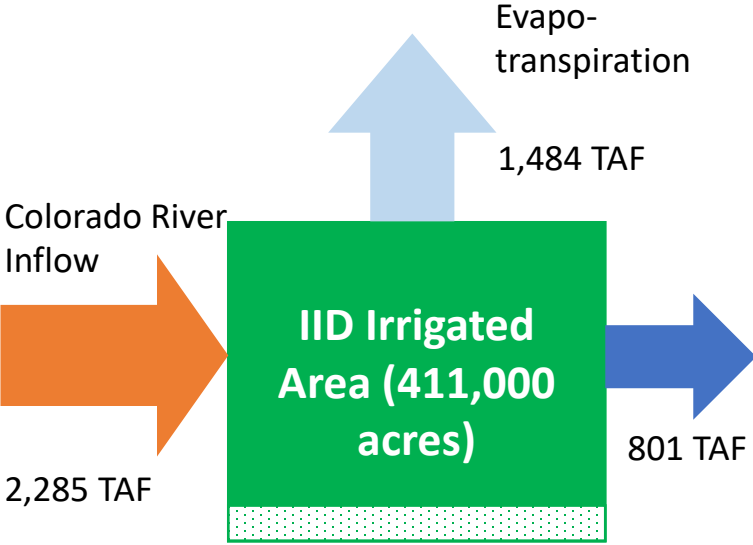 Evapo-
transpiration
1,484 TAF
Colorado River
Inflow
2,285 TAF
IID Irrigated
Area (411,000
acres)
801 TAF